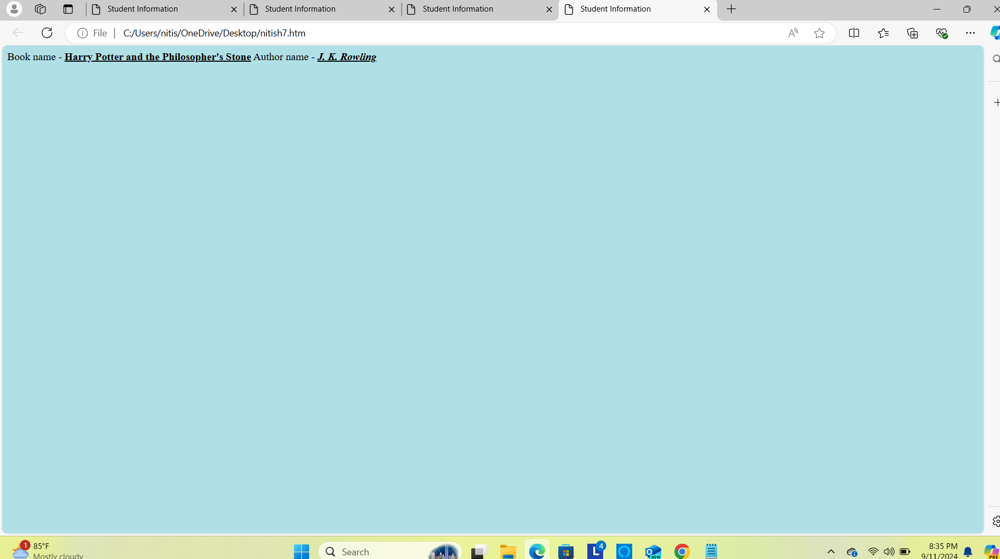 Student Information
Student Information
Student Information
Student Information
File C:/Users/nitis/OneDrive/Desktop/nitish7.htm
Book name - Harry Potter and the Philosopher's Stone Author name - J. K. Rowling
1 85°F
Mostly cloudy
Search
4
NEW
8:35 PM
9/11/2024
PRE